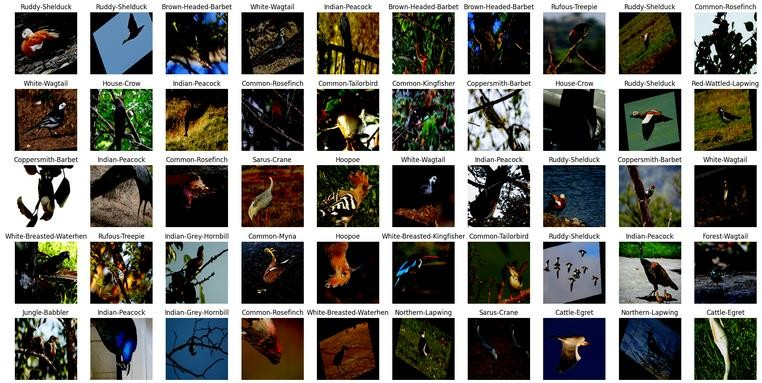 Ruddy-Shelduck Ruddy-Shelduck Brown-Headed-Barbet White-Wagtail Indian-Peacock Brown-Headed-Barbet Brown-Headed-Barbet Rufous-Treepie Ruddy-Shelduck Common-Rosefinch
White-Wagtail House-Crow Indian-Peacock Common-Rosefinch Common-Tailorbird Common-Kingfisher Coppersmith-Barbet House-Crow Ruddy-Shelduck Red-Wattled-Lapwing
Coppersmith-Barbet Indian-Peacock Common-Rosefinch Sarus-Crane Hoopoe White-Wagtail Indian-Peacock Ruddy-Shelduck Coppersmith-Barbet White-Wagtail
White-Breasted-Waterhen Rufous-Treepie Indian-Grey-Hornbill Common-Myna Hoopoe White-Breasted-Kingfisher Common-Tailorbird Ruddy-Shelduck Indian-Peacock Forest-Wagtail
Jungle-Babbler Indian-Peacock Indian-Grey-Hornbill Common-Rosefinch White-Breasted-Waterhen Northern-Lapwing Sarus-Crane Cattle-Egret Northern-Lapwing Cattle-Egret